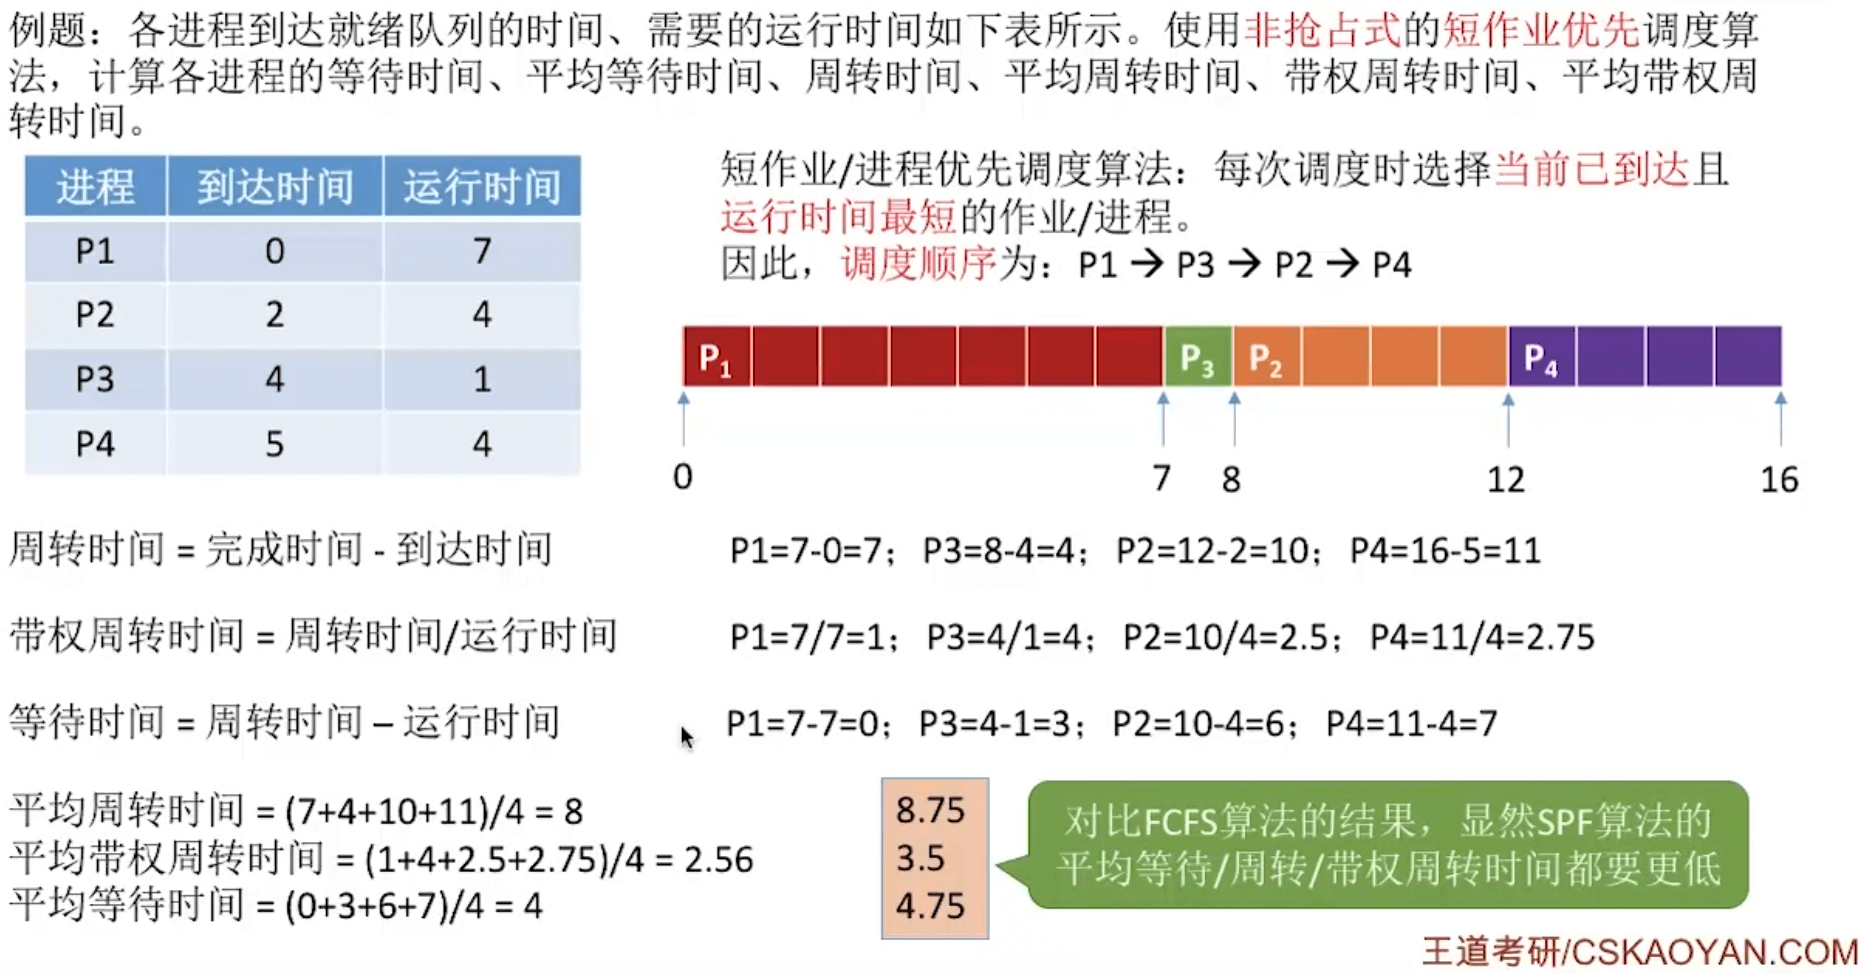 例题：各进程到达就绪队列的时间、需要的运行时间如下表所示。使用非抢占式的短作业优先调度算
法，计算各进程的等待时间、平均等待时间、周转时间、平均周转时间、带权周转时间、平均带权周
转时间。
进程 到达时间 运行时间
P1 0 7
P2 2 4
P3 4 1
P4 5 4
短作业/进程优先调度算法：每次调度时选择当前已到达且
运行时间最短的作业/进程。
因此，调度顺序为：P1 → P3 → P2 → P4
P1 P3 P2 P4
0 7 8 12 16
周转时间 = 完成时间 - 到达时间 P1=7-0=7；P3=8-4=4；P2=12-2=10；P4=16-5=11
带权周转时间 = 周转时间/运行时间 P1=7/7=1；P3=4/1=4；P2=10/4=2.5；P4=11/4=2.75
等待时间 = 周转时间 – 运行时间 P1=7-7=0；P3=4-1=3；P2=10-4=6；P4=11-4=7
平均周转时间 = (7+4+10+11)/4 = 8
平均带权周转时间 = (1+4+2.5+2.75)/4 = 2.56
平均等待时间 = (0+3+6+7)/4 = 4
8.75
3.5
4.75
对比FCFS算法的结果，显然SPF算法的
平均等待/周转/带权周转时间都要更低
王道考研/CSKAOYAN.COM